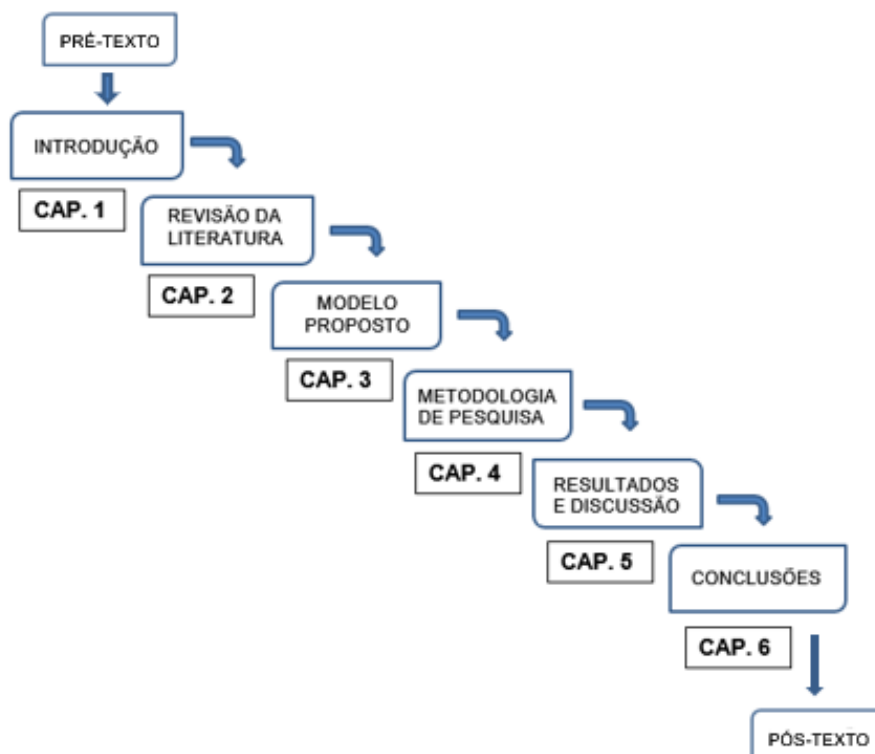 PRÉ-TEXTO
INTRODUÇÃO
CAP. 1
REVISÃO DA
LITERATURA
CAP. 2
MODELO
PROPOSTO
CAP. 3
METODOLOGIA
DE PESQUISA
CAP. 4
RESULTADOS
E DISCUSSÃO
CAP. 5
CONCLUSÕES
CAP. 6
PÓS-TEXTO